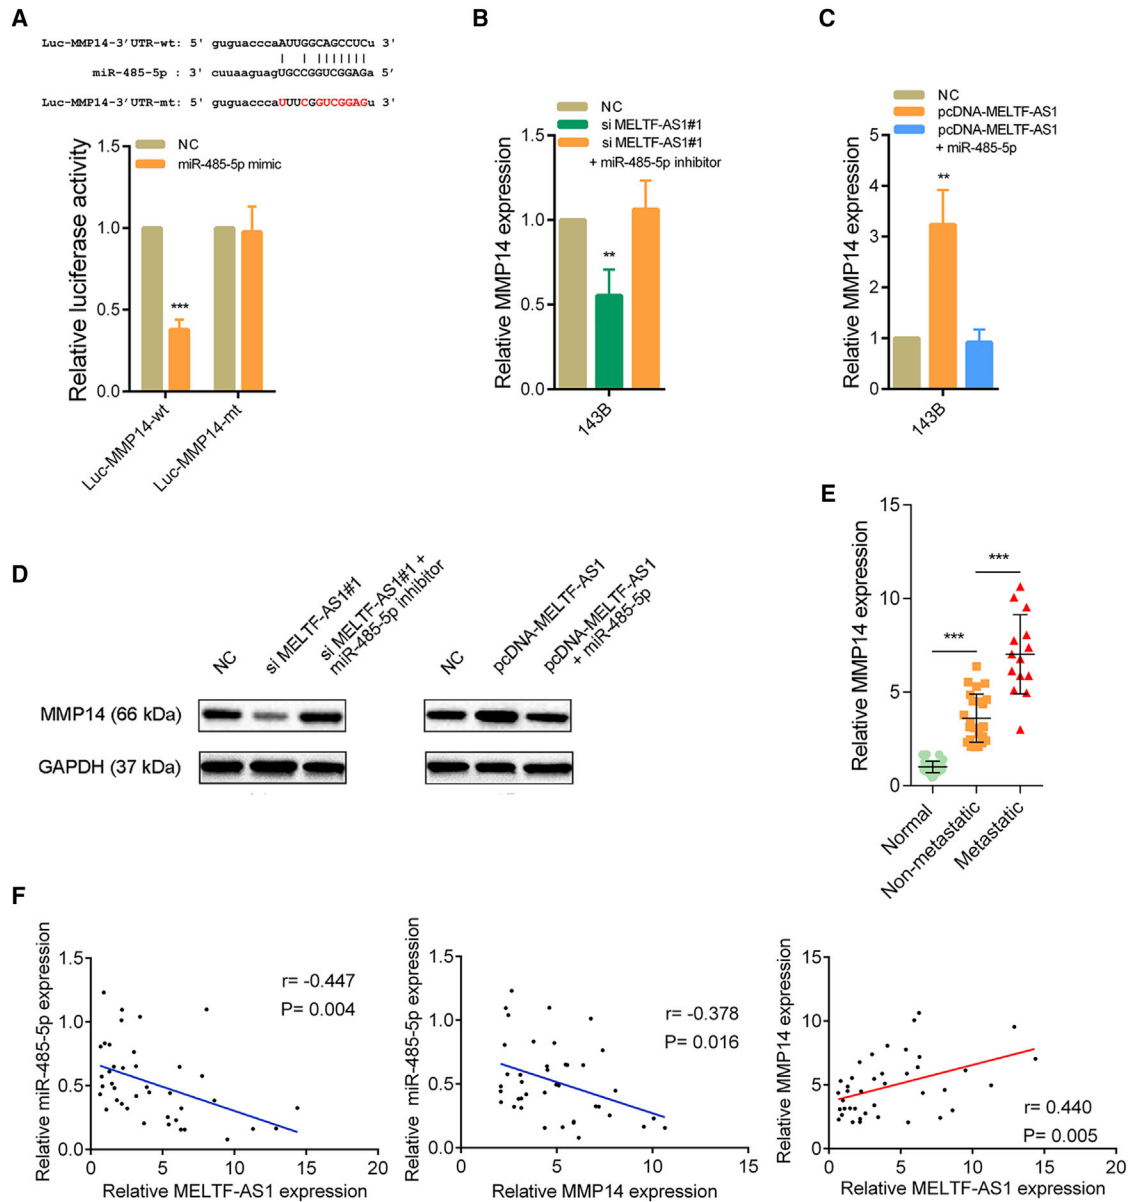 A
Luc-MMP14-3'UTR-wt: 5' guguacccaAUUGGCAGCCUCu 3'
miR-485-5p : 3' cuuaaguagUGCCGGUCGGAGa 5'
Luc-MMP14-3'UTR-mt: 5' guguacccaUUUCGGUCGGAGu 3'
NC
miR-485-5p mimic
Relative luciferase activity
1.5
1.0
0.5
0.0
***
Luc-MMP14-wt
Luc-MMP14-mt
B
NC
si MELTF-AS1#1
si MELTF-AS1#1
+ miR-485-5p inhibitor
Relative MMP14 expression
1.5
1.0
0.5
0.0
**
143B
C
NC
pcDNA-MELTF-AS1
pcDNA-MELTF-AS1
+ miR-485-5p
Relative MMP14 expression
5
4
3
2
1
0
**
143B
D
NC
si MELTF-AS1#1
si MELTF-AS1#1 +
miR-485-5p inhibitor
NC
pcDNA-MELTF-AS1
pcDNA-MELTF-AS1
+ miR-485-5p
MMP14 (66 kDa)
GAPDH (37 kDa)
E
Relative MMP14 expression
15
10
5
0
***
***
Normal
Non-metastatic
Metastatic
F
Relative miR-485-5p expression
1.5
1.0
0.5
0.0
r= -0.447
P= 0.004
0 5 10 15 20
Relative MELTF-AS1 expression
Relative miR-485-5p expression
1.5
1.0
0.5
0.0
r= -0.378
P= 0.016
0 5 10 15
Relative MMP14 expression
Relative MMP14 expression
15
10
5
0
r= 0.440
P= 0.005
0 5 10 15 20
Relative MELTF-AS1 expression